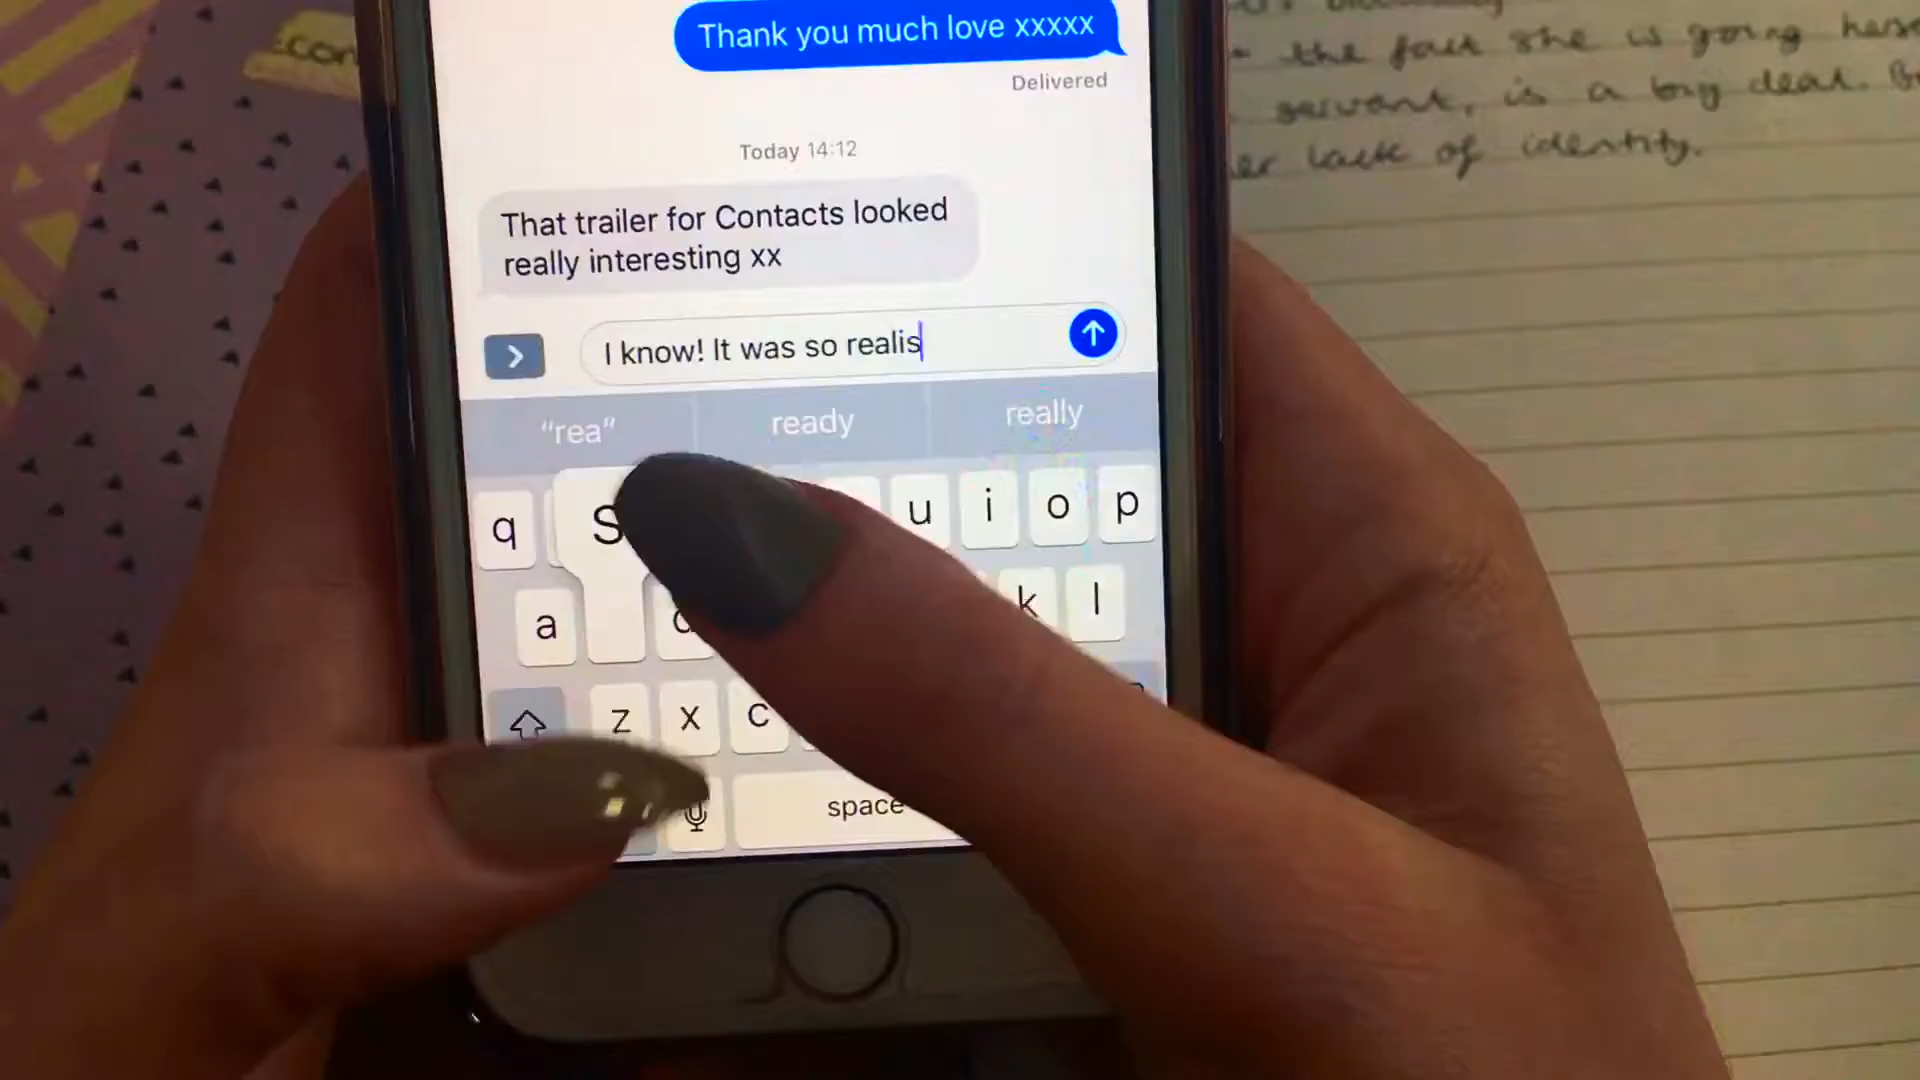 Thank you much love xxxxx
Delivered
Today 14:12
That trailer for Contacts looked
really interesting xx
I know! It was so realis
“rea” ready really
q S u i o p
a k l
z x c
space
con
the fact she is going
servant, is a big deal.
lack of identity.